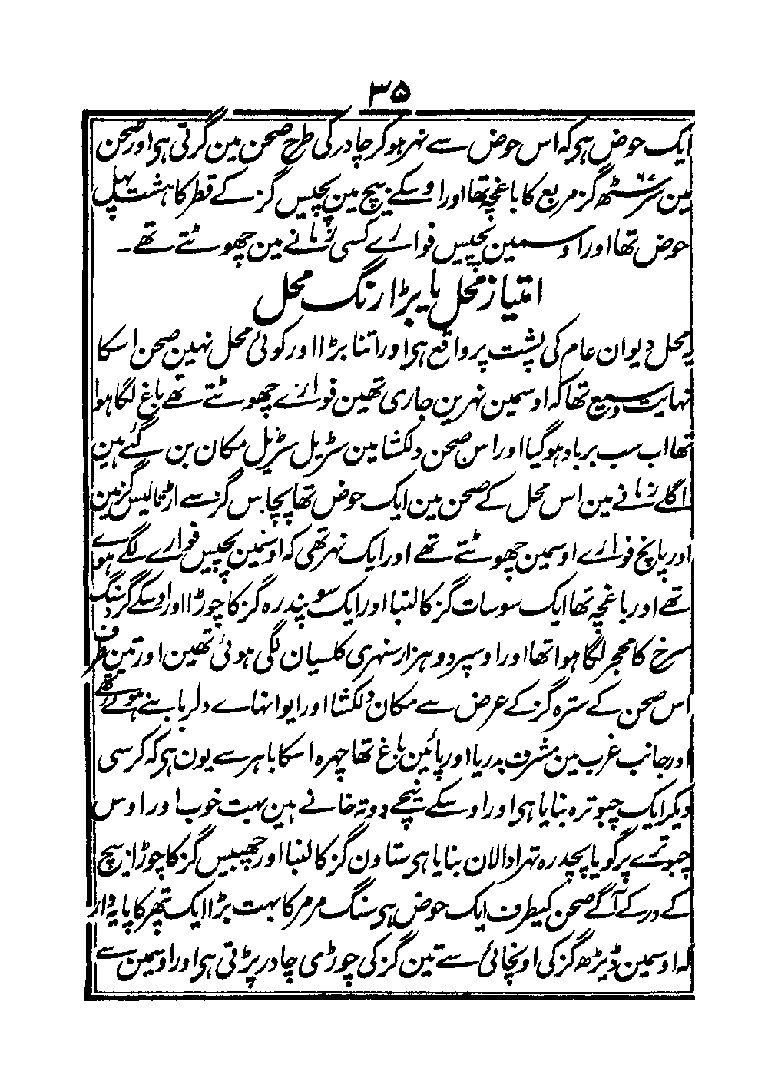 ۳۵
ایک حوض ہی کہ اس حوض سے نہر ہوکر چادر کی طرح صحن مین گرتی ہی اور صحن
مین سرسٹھ ۶۷ گز مربع کا باغچہ تھا اور اوسکے بیچ مین پچیس گز کے قطر کا ہشت پہل
حوض تھا اور اوسمین پچیس فوارے کسی زمانے مین چھوٹتے تھے ۔
امتیاز محل یا بڑا رنگ محل
یہ محل دیوان عام کی پشت پر واقع ہی اور اتنا بڑا اور کوئی محل نہین صحن اسکا
نہایت وسیع تھا کہ اوسمین نہرین جاری تھین فوارے چھوٹتے تھے باغ لگا ہوا
تھا اب سب برباد ہوگیا اور اس صحن دلکشا مین سڑیل سڑیل مکان بن گئے ہین
اگلے زمانے مین اس محل کے صحن مین ایک حوض تھا پچاس گز سے اڑتالیس گز مین
اور پانچ فوارے اوسمین چھوٹتے تھے اور ایک نہر تھی کہ اوسمین پچیس فوارے لگے ہوے
تھے اور باغچہ تھا ایک سو سات گز کا لنبا اور ایک سو پندرہ گز کا چوڑا اور اوسکے گرد سنگ
سرخ کا محجر لگا ہوا تھا اور اوسپر دو ہزار سنہری کلسیان لگی ہوئی تھین اور تین طرف
اس صحن کے سترہ گز کے عرض سے مکان دلکشا اور ایوانہاے دلربا بنے ہوے تھے
اور جانب غرب مین مشرف بدریا اور پائین باغ تھا چہرہ اسکا باہر سے یون ہی کہ کرسی
دیکر ایک چبوترہ بنایا ہی اور اوسکے نیچے دو تہ خانے ہین بہت خوب اور اوس
چبوترے پر گویا پچدرہ تہرا دالان بنایا ہی ستاون گز کا لنبا اور چھبیس گز کا چوڑا بیچ
کے در کے آگے صحن کیطرف ایک حوض ہی سنگ مرمر کا بہت بڑا ایک پتھر کا پایہ دار
کہ اوسمین ڈیڑھ گز کی اونچائی سے تین گز کی چوڑی چادر پڑتی ہی اور اوسمین سے